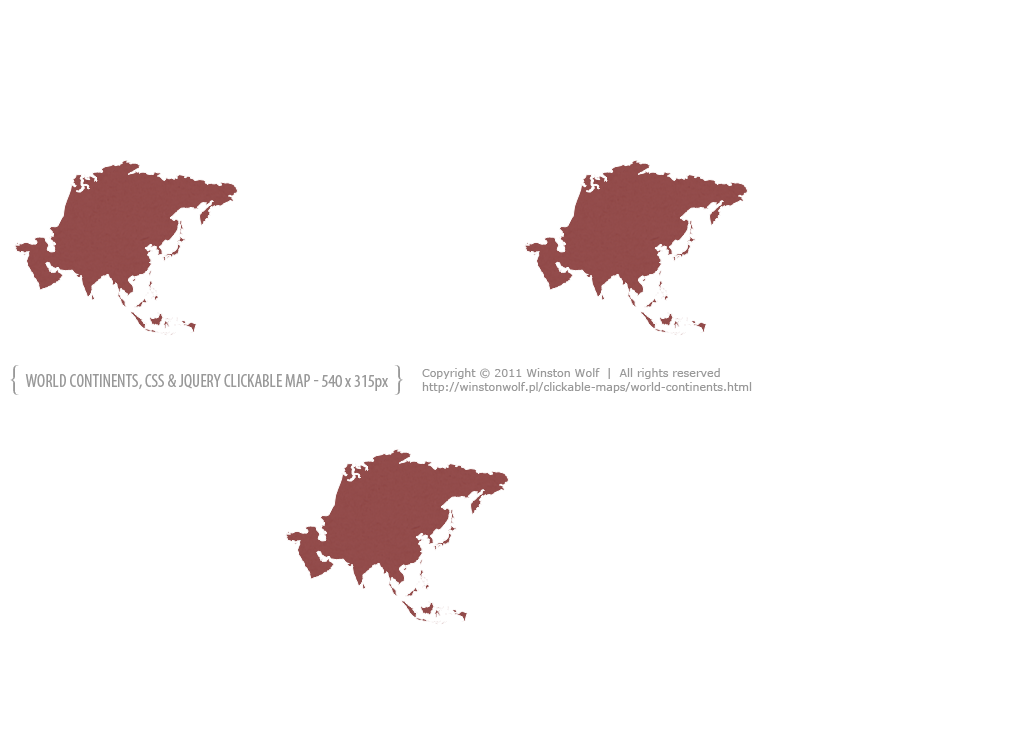 { WORLD CONTINENTS, CSS & JQUERY CLICKABLE MAP - 540 x 315px }
Copyright © 2011 Winston Wolf | All rights reserved
http://winstonwolf.pl/clickable-maps/world-continents.html